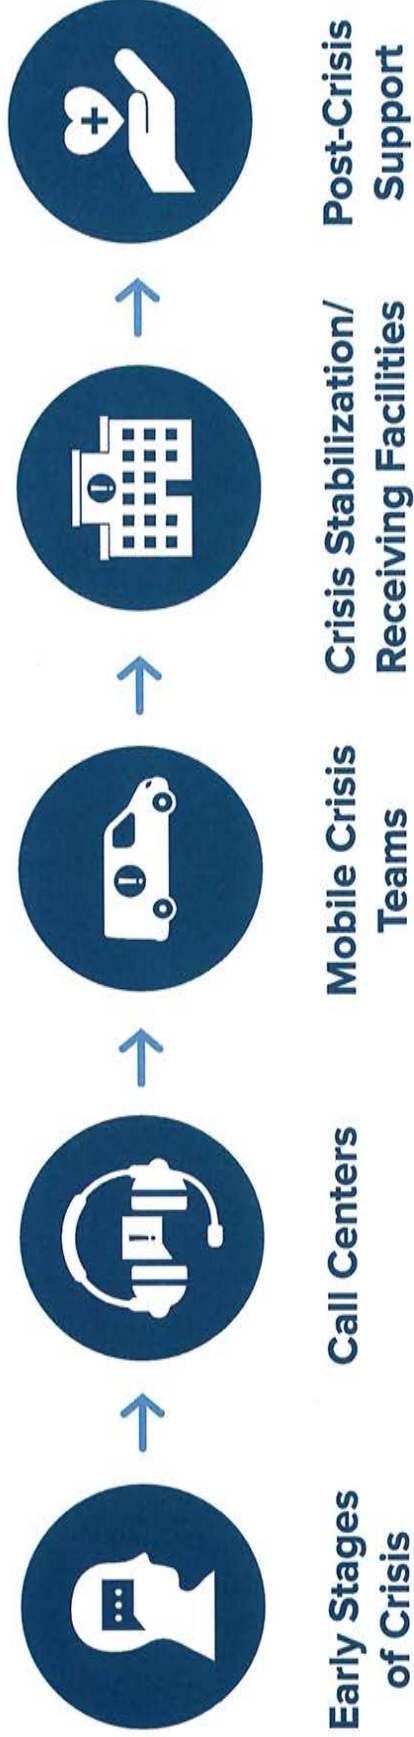 Early Stages
of Crisis
Call Centers
Mobile Crisis
Teams
Crisis Stabilization/
Receiving Facilities
Post-Crisis
Support